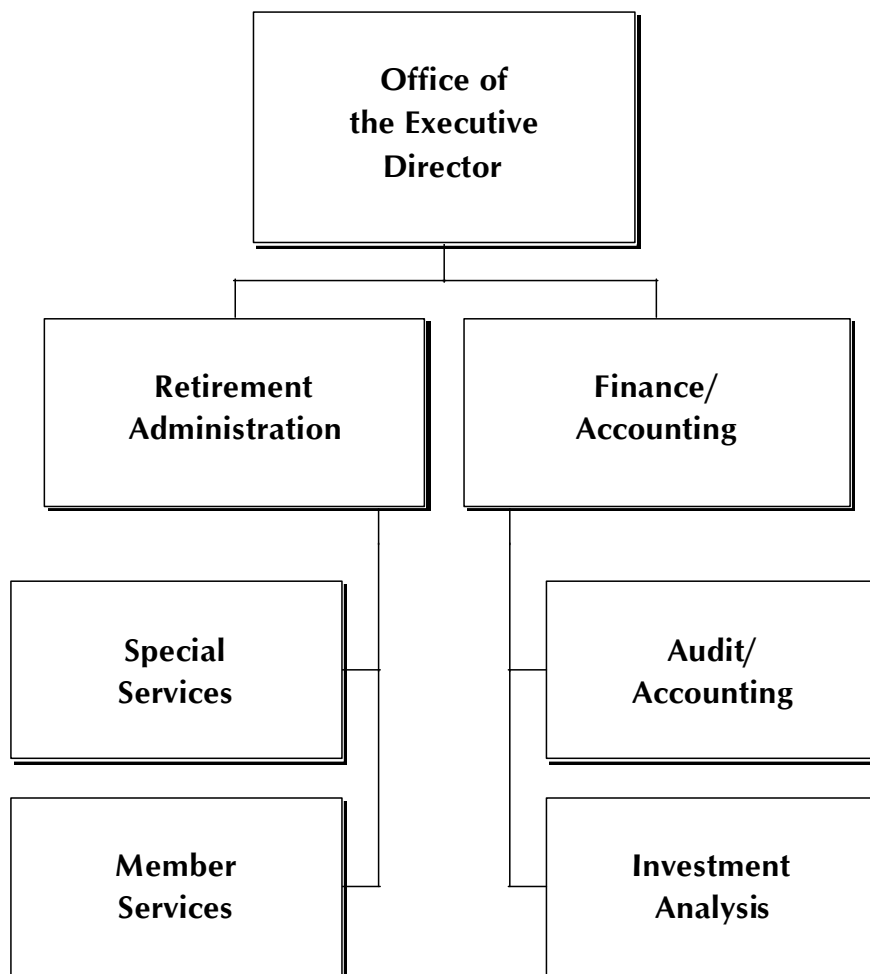 Office of
the Executive
Director
Retirement
Administration
Finance/
Accounting
Special
Services
Audit/
Accounting
Member
Services
Investment
Analysis